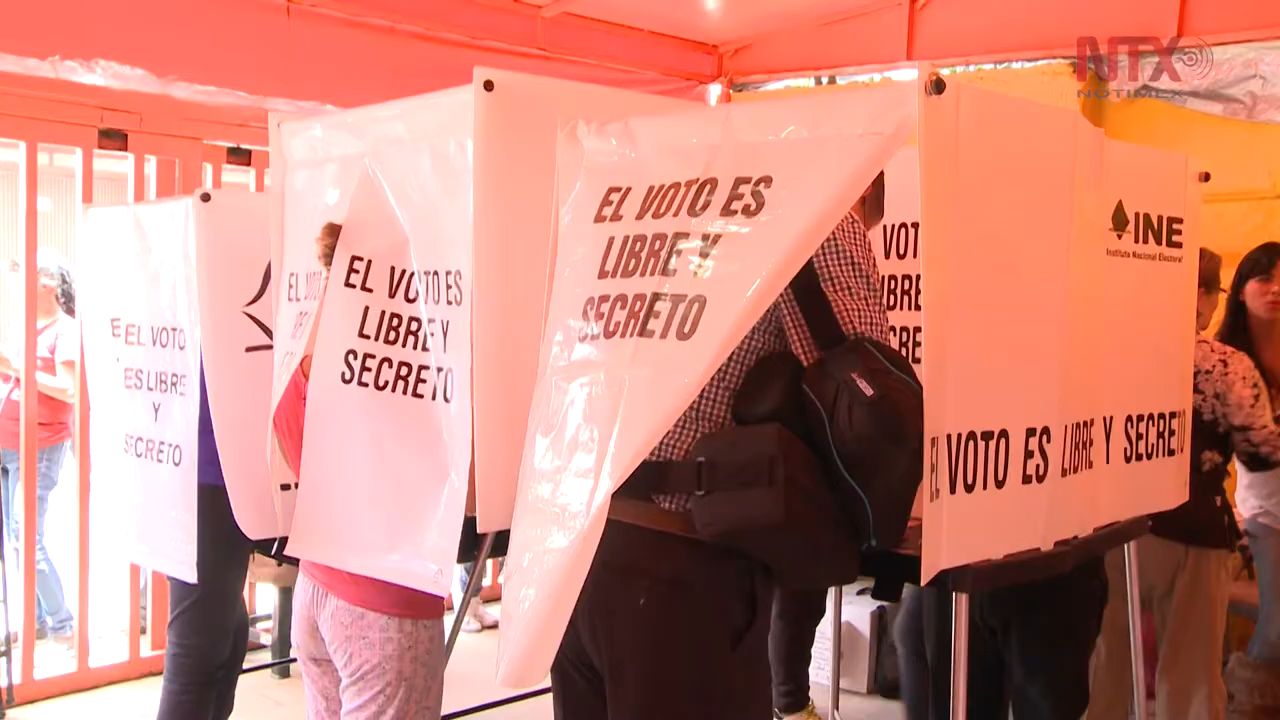 NTX
NOTIMEX
EL VOTO ES
LIBRE Y
SECRETO
EL VOTO ES
LIBRE Y
SECRETO
EL VOTO
ES LIBRE
Y
SECRETO
INE
Instituto Nacional Electoral
EL VOTO ES LIBRE Y SECRETO